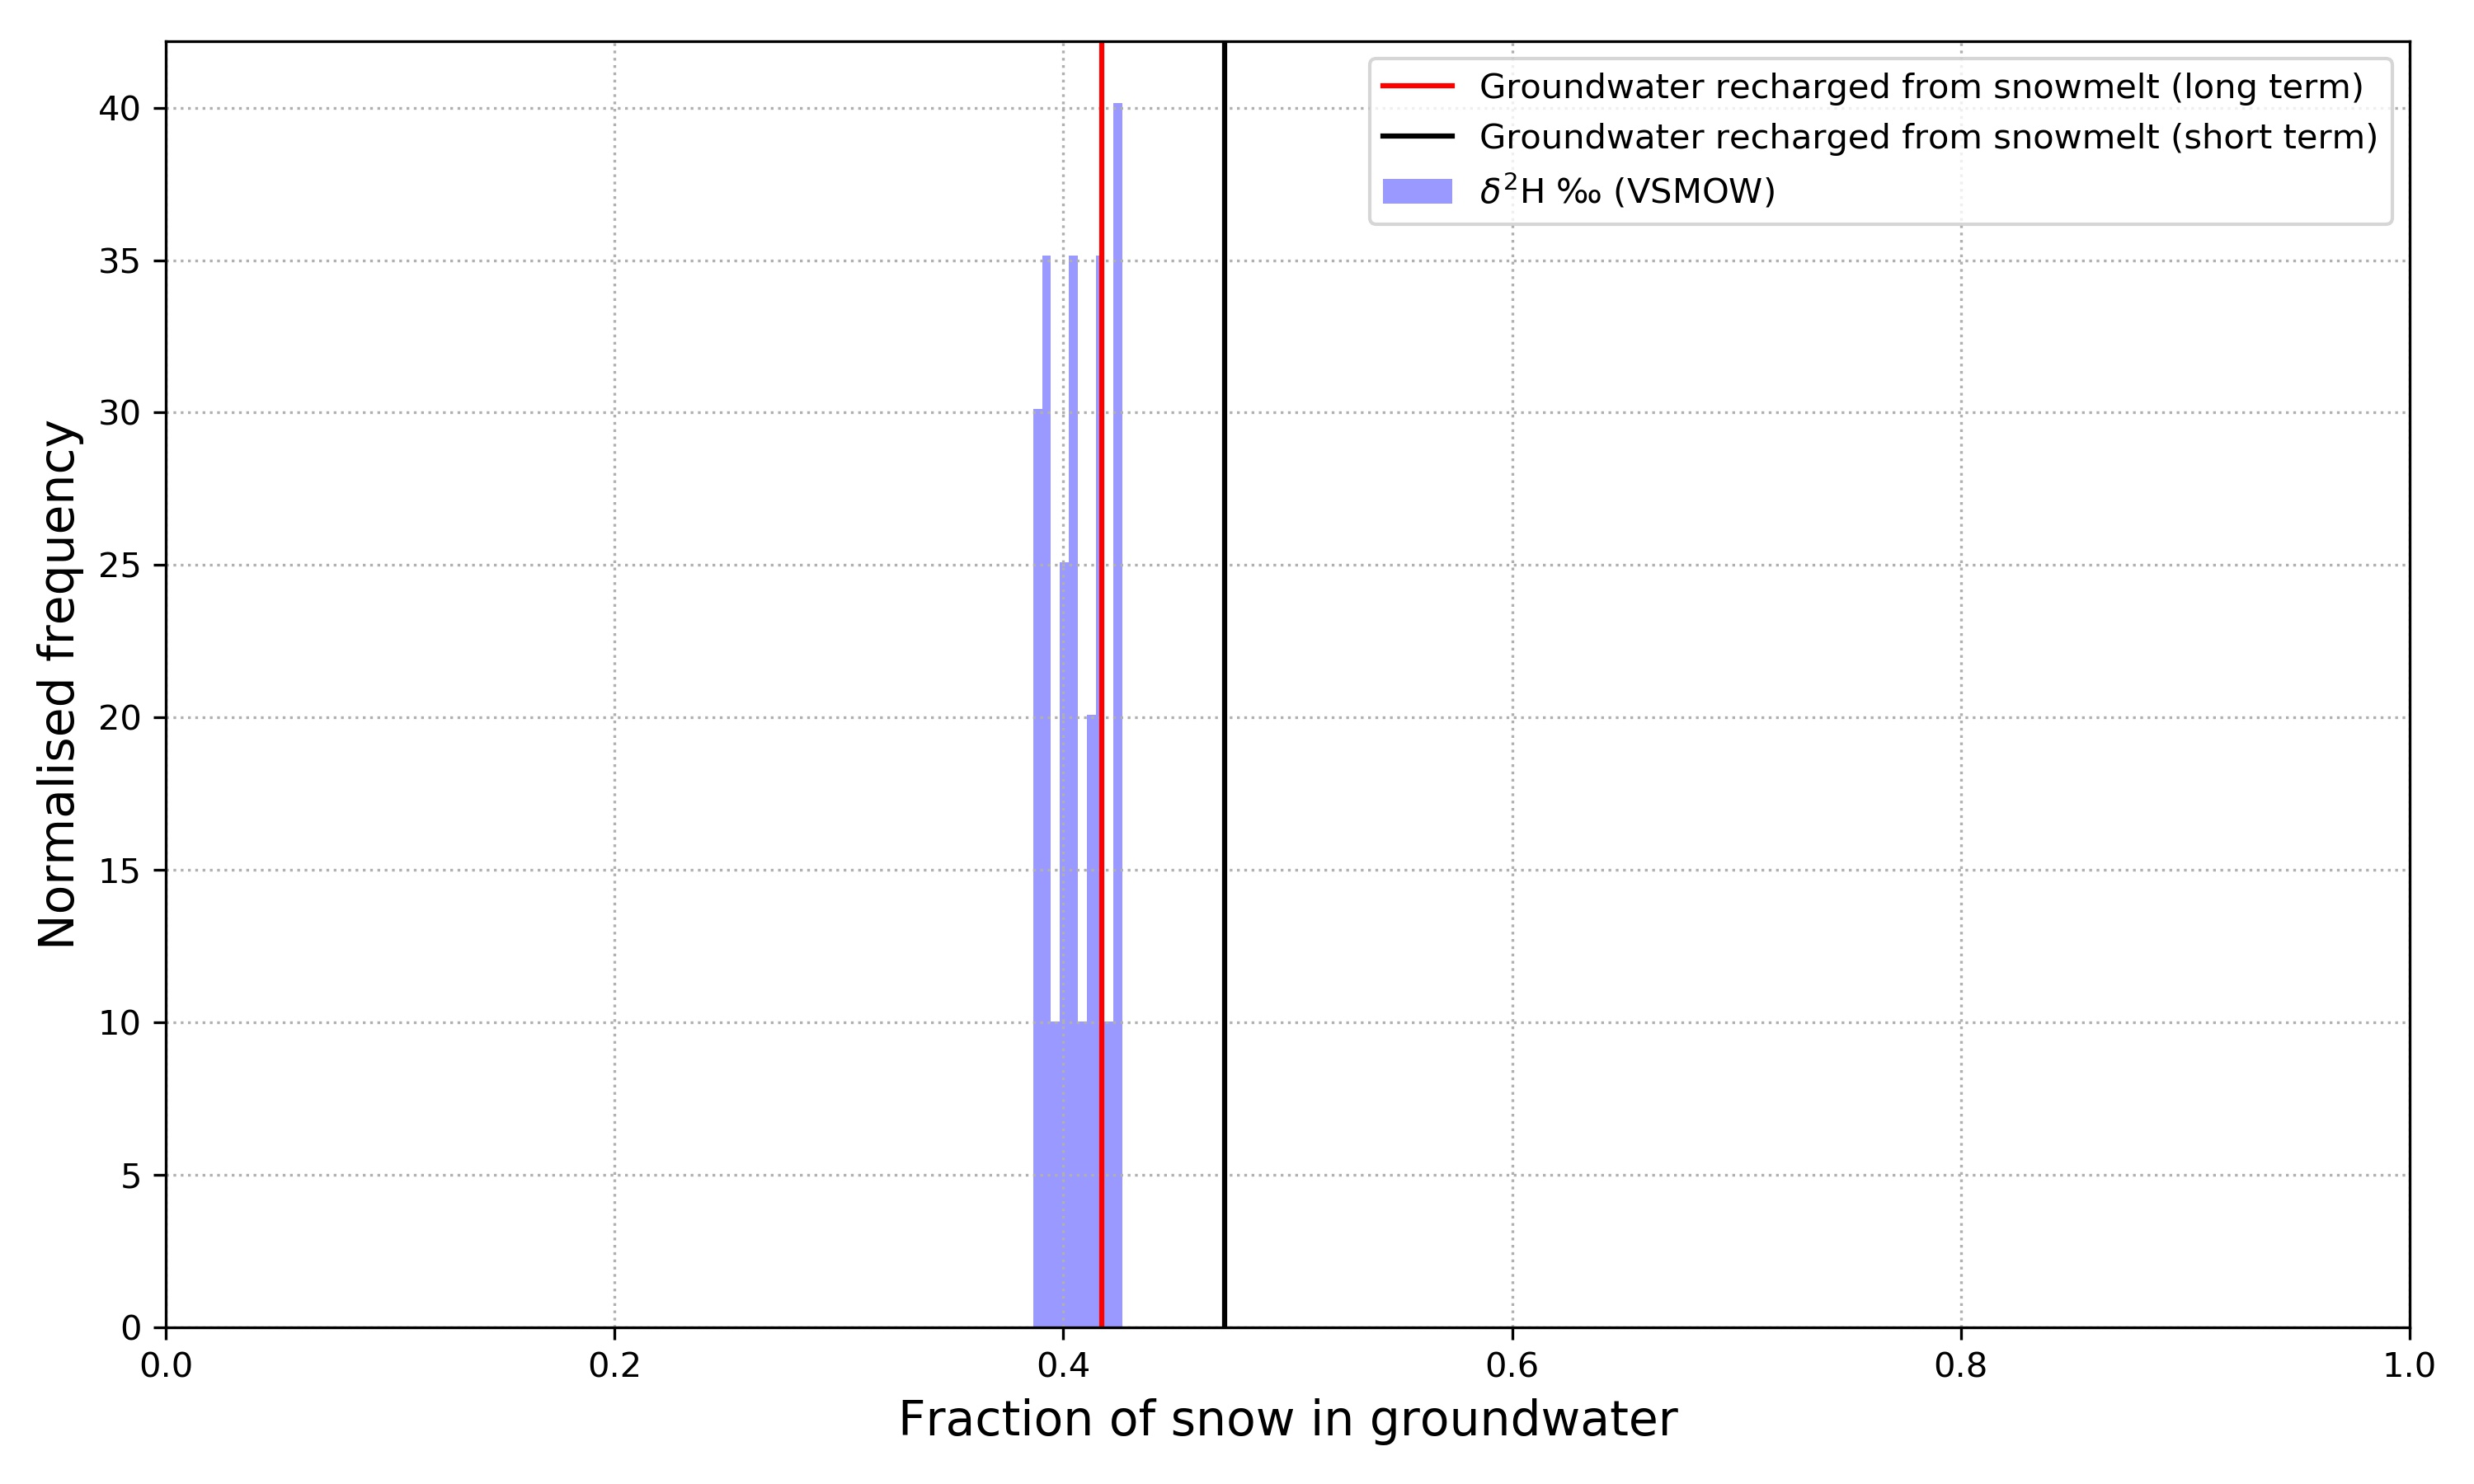 Groundwater recharged from snowmelt (long term)
Groundwater recharged from snowmelt (short term)
δ²H ‰ (VSMOW)
Normalised frequency
40
35
30
25
20
15
10
5
0
0.0 0.2 0.4 0.6 0.8 1.0
Fraction of snow in groundwater